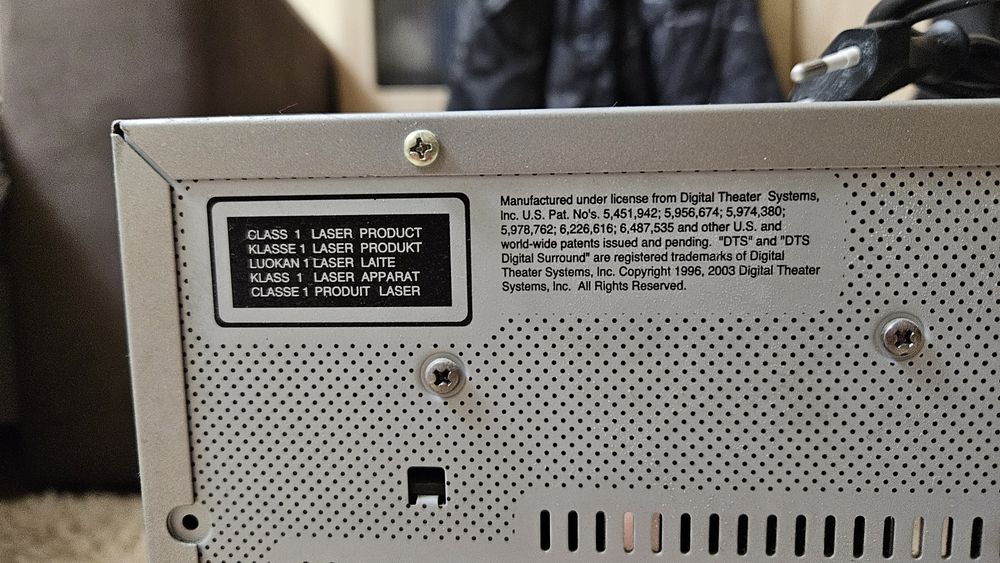 CLASS 1 LASER PRODUCT
KLASSE 1 LASER PRODUKT
LUOKAN 1 LASER LAITE
KLASS 1 LASER APPARAT
CLASSE 1 PRODUIT LASER
Manufactured under license from Digital Theater Systems,
Inc. U.S. Pat. No's. 5,451,942; 5,956,674; 5,974,380;
5,978,762; 6,226,616; 6,487,535 and other U.S. and
world-wide patents issued and pending. "DTS" and "DTS
Digital Surround" are registered trademarks of Digital
Theater Systems, Inc. Copyright 1996, 2003 Digital Theater
Systems, Inc. All Rights Reserved.